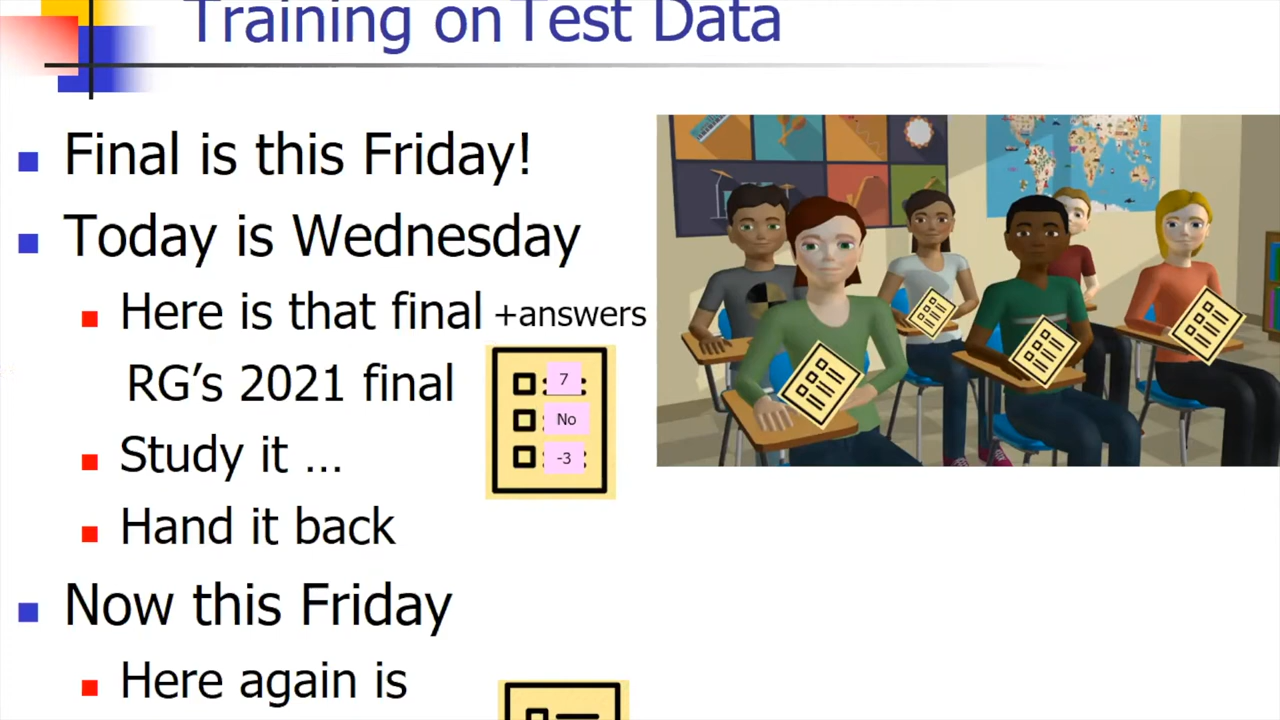 Training on Test Data
Final is this Friday!
Today is Wednesday
Here is that final +answers
RG's 2021 final
7
No
-3
Study it ...
Hand it back
Now this Friday
Here again is